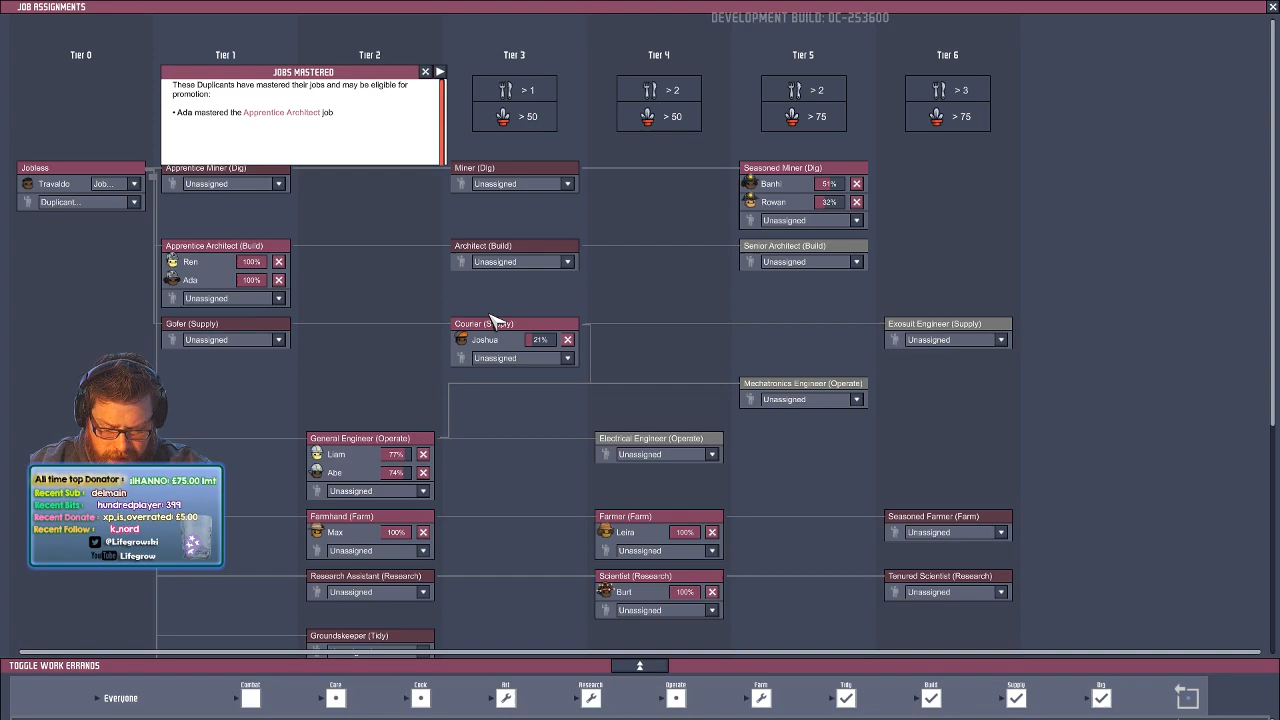 JOB ASSIGNMENTS
DEVELOPMENT BUILD: OC-253600
Tier 0
Tier 1
Tier 2
Tier 3
Tier 4
Tier 5
Tier 6
> 1
> 2
> 2
> 3
> 50
> 50
> 75
> 75
JOBS MASTERED
These Duplicants have mastered their jobs and may be eligible for
promotion:
• Ada mastered the Apprentice Architect job
Jobless
Travaldo Job...
Duplicant...
Apprentice Miner (Dig)
Unassigned
Miner (Dig)
Unassigned
Seasoned Miner (Dig)
Banhi 51%
Rowan 32%
Unassigned
Apprentice Architect (Build)
Ren 100%
Ada 100%
Unassigned
Architect (Build)
Unassigned
Senior Architect (Build)
Unassigned
Gofer (Supply)
Unassigned
Courier (Supply)
Joshua 21%
Unassigned
Exosuit Engineer (Supply)
Unassigned
Mechatronics Engineer (Operate)
Unassigned
General Engineer (Operate)
Liam 77%
Abe 74%
Unassigned
Electrical Engineer (Operate)
Unassigned
Farmhand (Farm)
Max 100%
Unassigned
Farmer (Farm)
Leira 100%
Unassigned
Seasoned Farmer (Farm)
Unassigned
Research Assistant (Research)
Unassigned
Scientist (Research)
Burt 100%
Unassigned
Tenured Scientist (Research)
Unassigned
Groundskeeper (Tidy)
All time top Donator : alHANNO: £75.00 lmt
Recent Sub: delmain
Recent Bits: hundredplayer: 399
Recent Donate: xp_is_overrated: £5.00
Recent Follow: k_nord
@Lifegrowski
YouTube Lifegrow
TOGGLE WORK ERRANDS
Everyone
Combat
Care
Cook
Art
Research
Operate
Farm
Tidy
Build
Supply
Dig